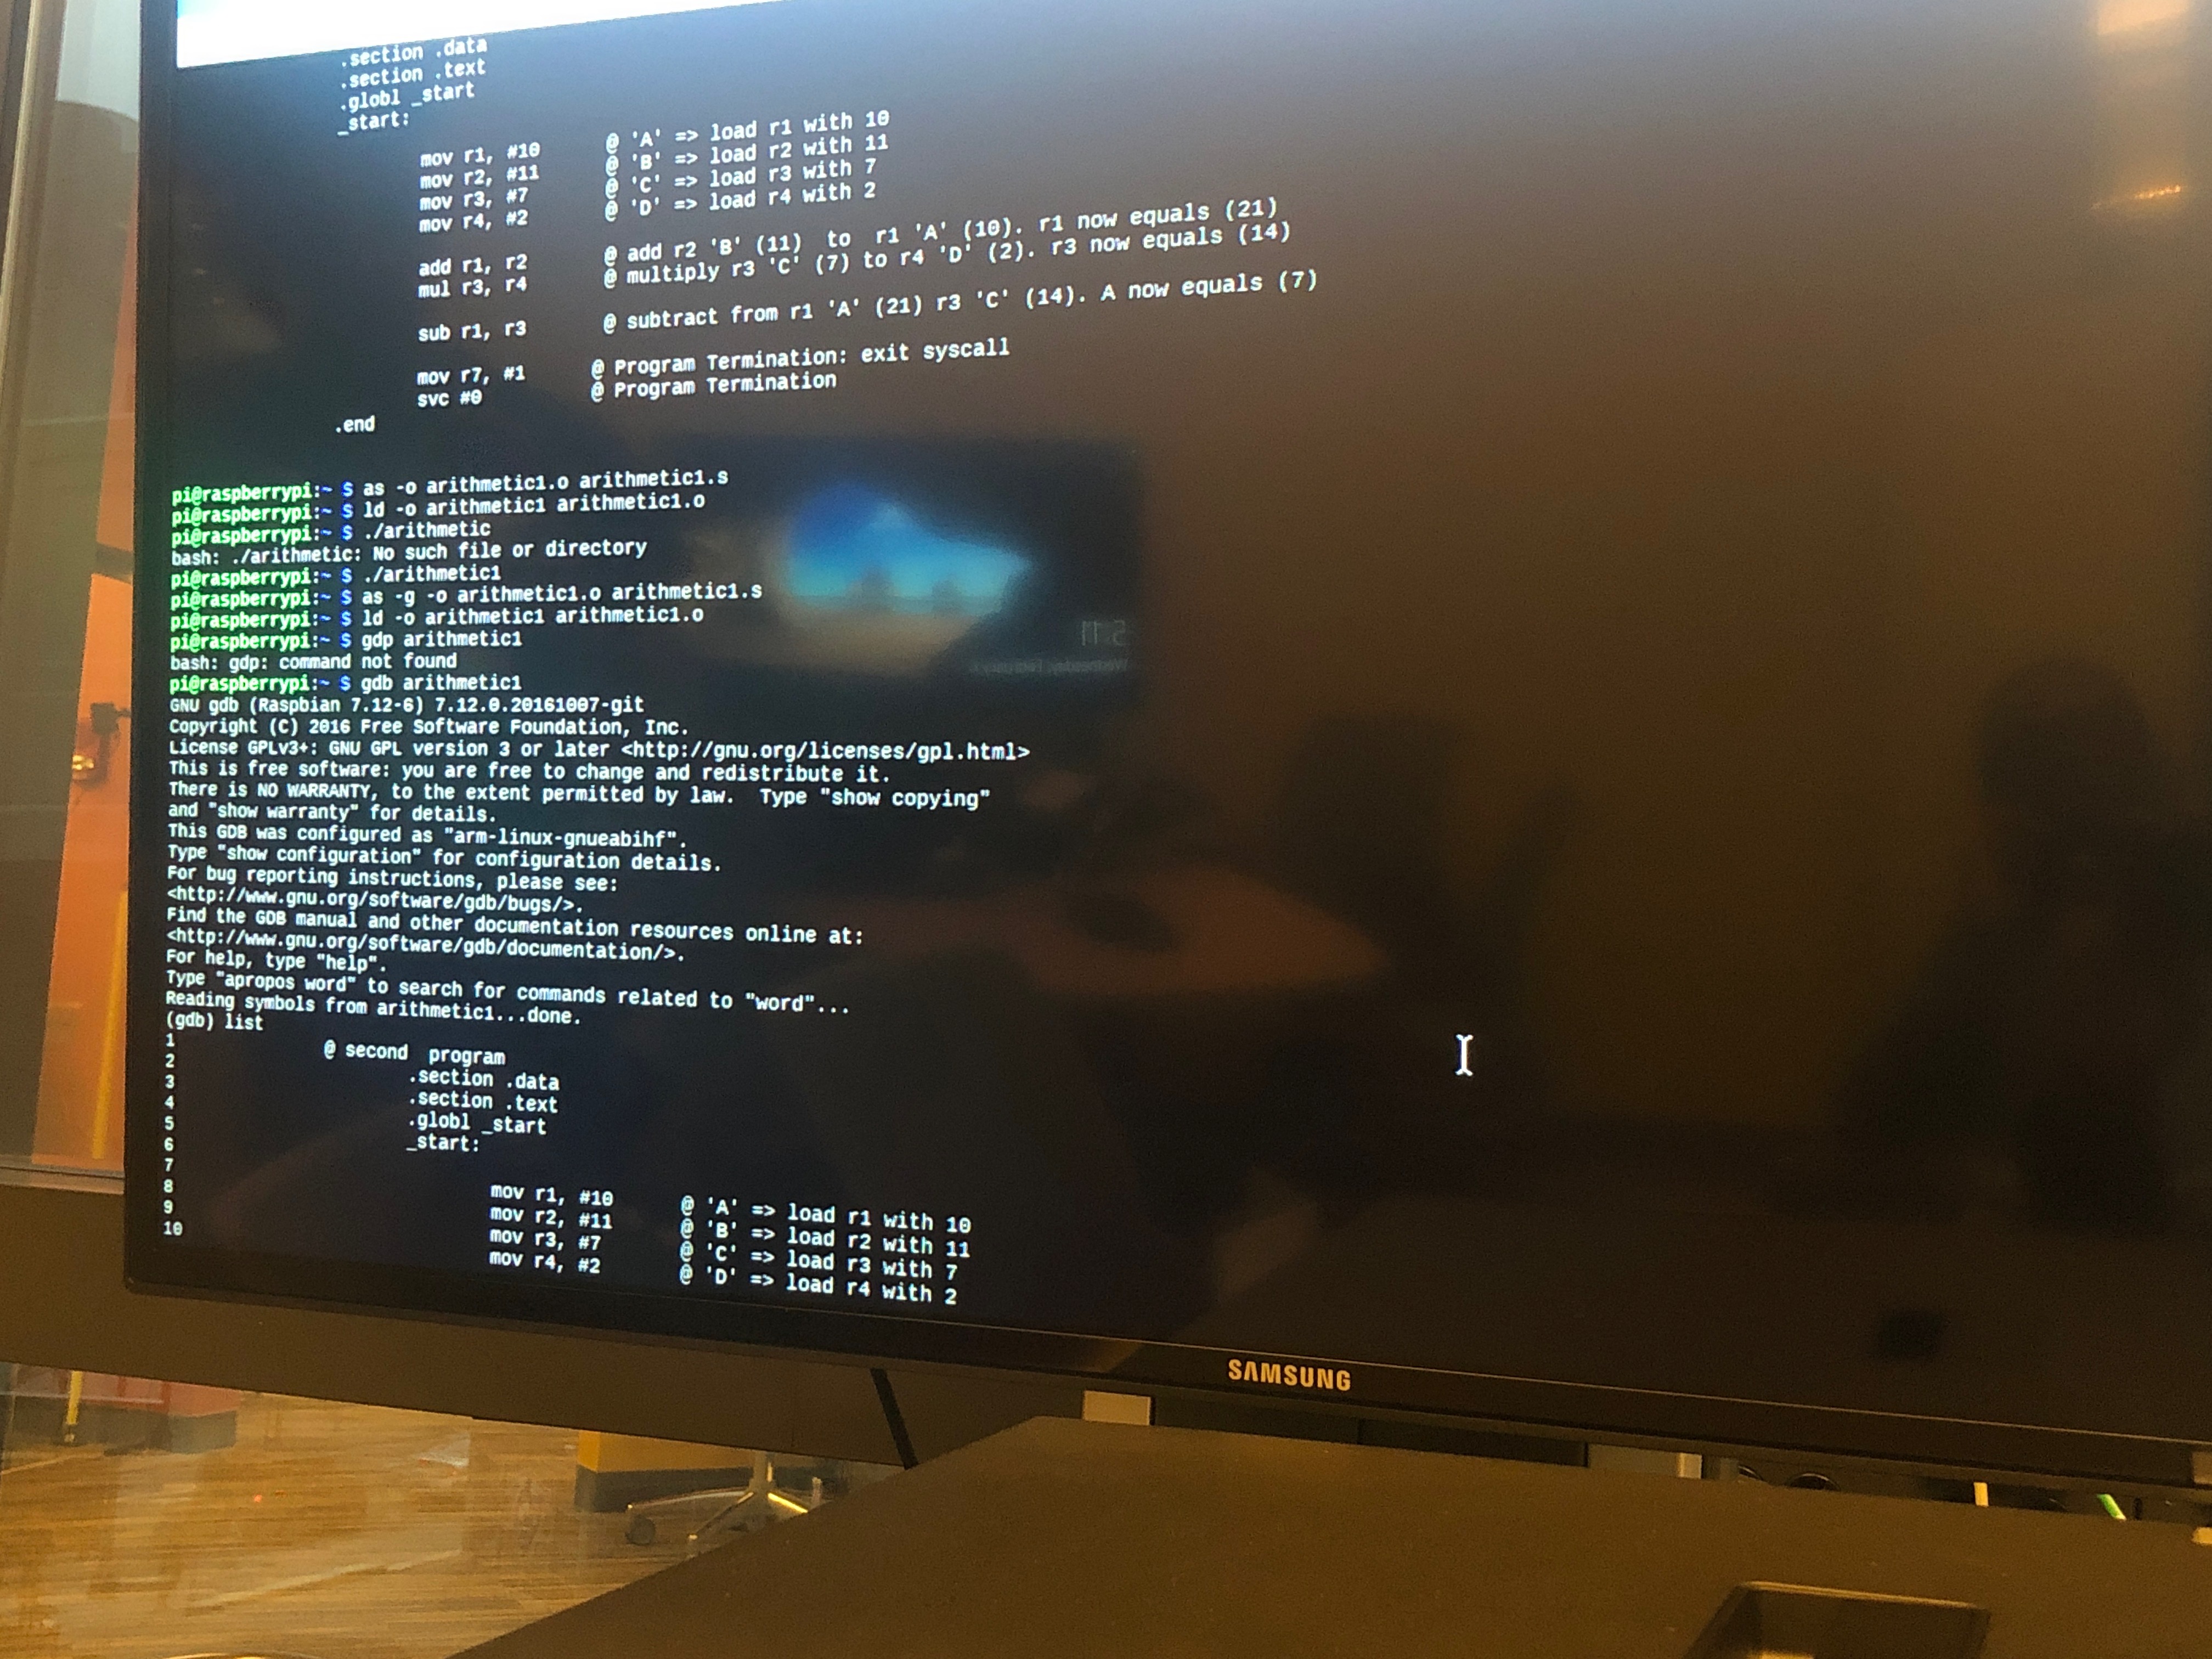 .section .data
.section .text
.globl _start
_start:
mov r1, #10 @ 'A' => load r1 with 10
mov r2, #11 @ 'B' => load r2 with 11
mov r3, #7 @ 'C' => load r3 with 7
mov r4, #2 @ 'D' => load r4 with 2
add r1, r2 @ add r2 'B' (11) to r1 'A' (10). r1 now equals (21)
mul r3, r4 @ multiply r3 'C' (7) to r4 'D' (2). r3 now equals (14)
sub r1, r3 @ subtract from r1 'A' (21) r3 'C' (14). A now equals (7)
mov r7, #1 @ Program Termination: exit syscall
svc #0 @ Program Termination
.end
pi@raspberrypi:~ $ as -o arithmetic1.o arithmetic1.s
pi@raspberrypi:~ $ ld -o arithmetic1 arithmetic1.o
pi@raspberrypi:~ $ ./arithmetic
bash: ./arithmetic: No such file or directory
pi@raspberrypi:~ $ ./arithmetic1
pi@raspberrypi:~ $ as -g -o arithmetic1.o arithmetic1.s
pi@raspberrypi:~ $ ld -o arithmetic1 arithmetic1.o
pi@raspberrypi:~ $ gdp arithmetic1
bash: gdp: command not found
pi@raspberrypi:~ $ gdb arithmetic1
GNU gdb (Raspbian 7.12-6) 7.12.0.20161007-git
Copyright (C) 2016 Free Software Foundation, Inc.
License GPLv3+: GNU GPL version 3 or later <http://gnu.org/licenses/gpl.html>
This is free software: you are free to change and redistribute it.
There is NO WARRANTY, to the extent permitted by law.  Type "show copying"
and "show warranty" for details.
This GDB was configured as "arm-linux-gnueabihf".
Type "show configuration" for configuration details.
For bug reporting instructions, please see:
<http://www.gnu.org/software/gdb/bugs/>.
Find the GDB manual and other documentation resources online at:
<http://www.gnu.org/software/gdb/documentation/>.
For help, type "help".
Type "apropos word" to search for commands related to "word"...
Reading symbols from arithmetic1...done.
(gdb) list
1 @ second  program
2 .section .data
3 .section .text
4 .globl _start
5 _start:
6
7 mov r1, #10 @ 'A' => load r1 with 10
8 mov r2, #11 @ 'B' => load r2 with 11
9 mov r3, #7 @ 'C' => load r3 with 7
10 mov r4, #2 @ 'D' => load r4 with 2
SAMSUNG
5:11